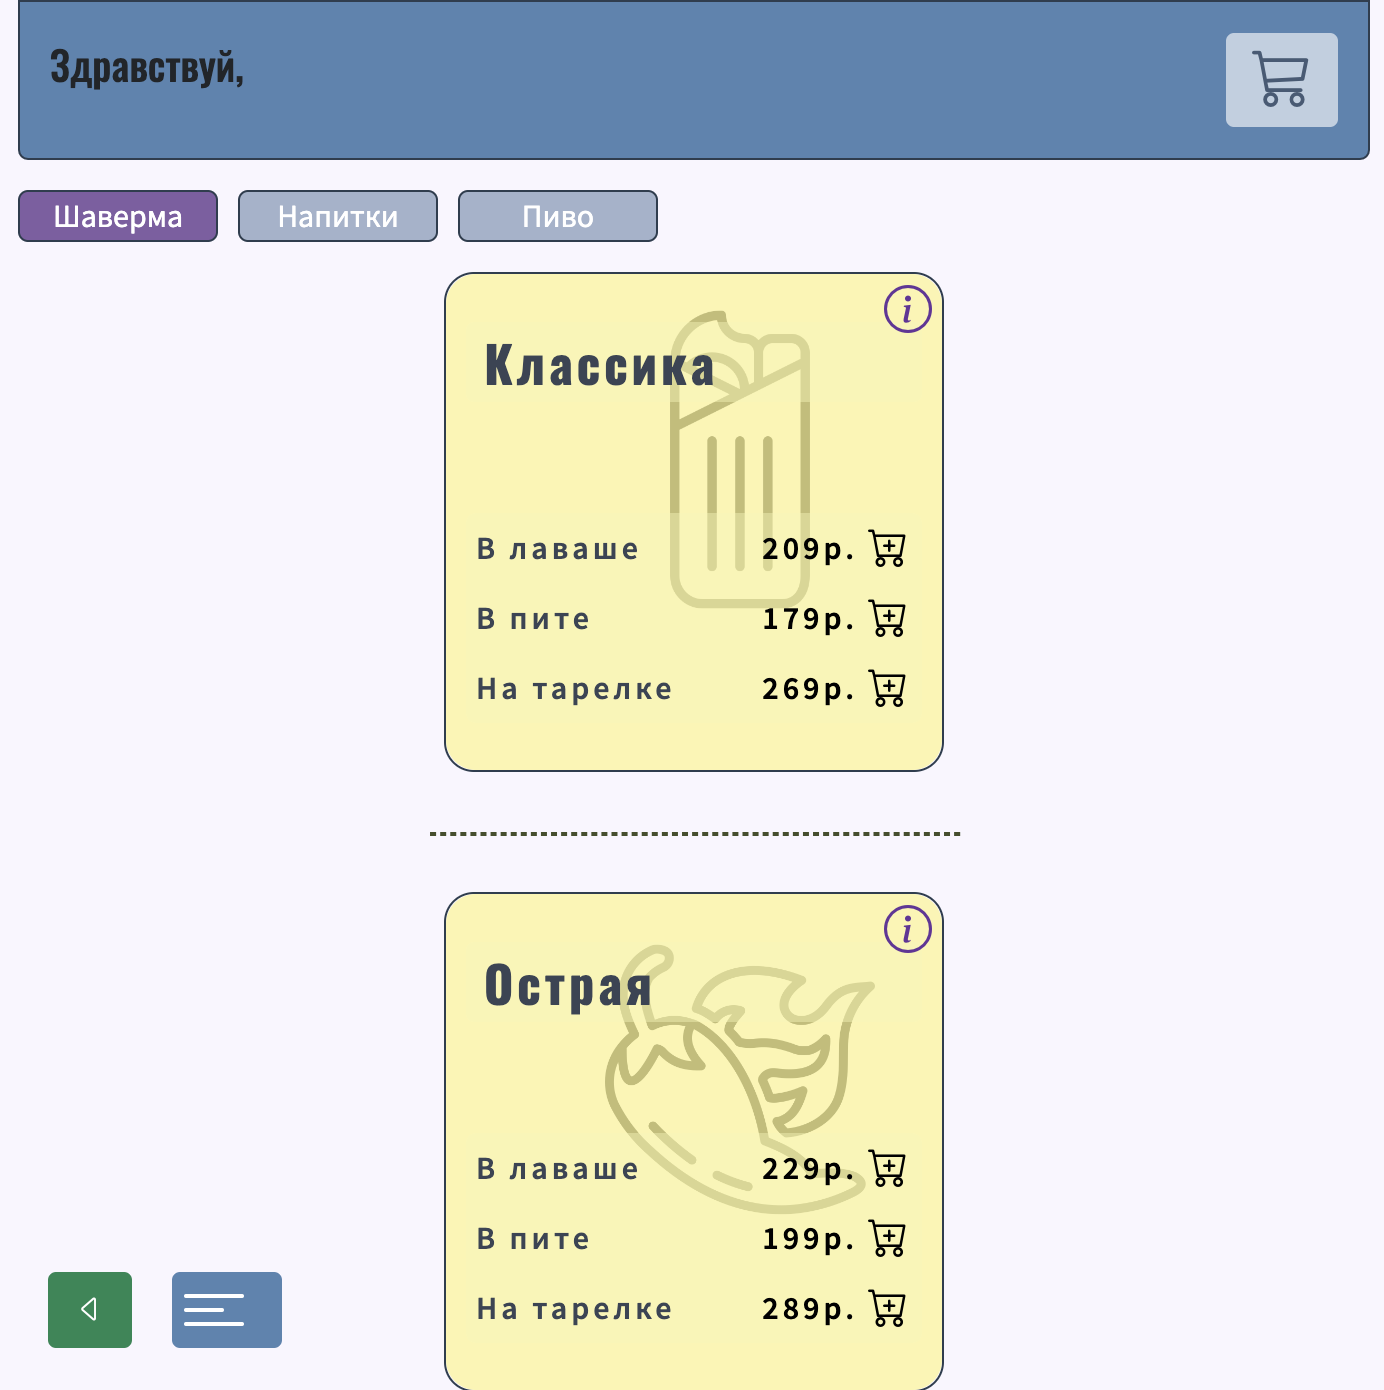 Здравствуй,
Шаверма Напитки Пиво
i
Классика
В лаваше 209р.
В пите 179р.
На тарелке 269р.
i
Острая
В лаваше 229р.
В пите 199р.
На тарелке 289р.